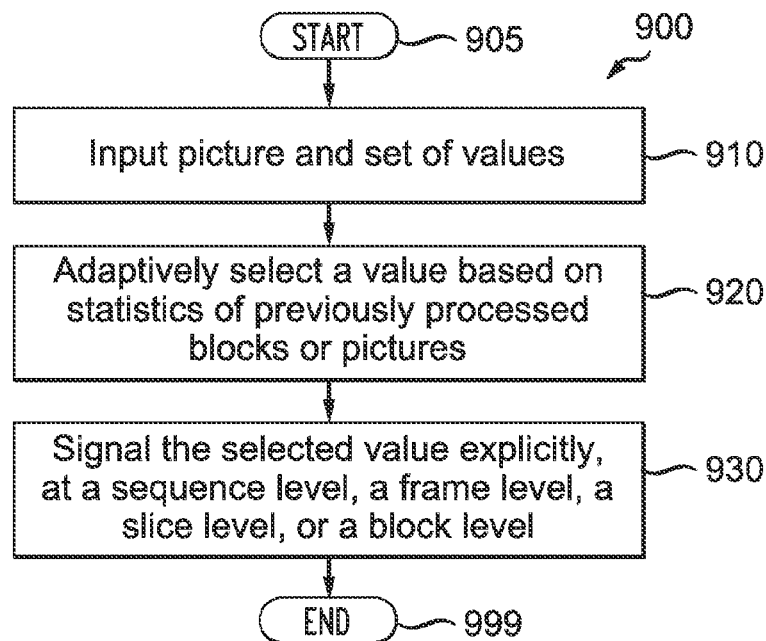 START
905
900
Input picture and set of values
910
Adaptively select a value based on
statistics of previously processed
blocks or pictures
920
Signal the selected value explicitly,
at a sequence level, a frame level, a
slice level, or a block level
930
END
999